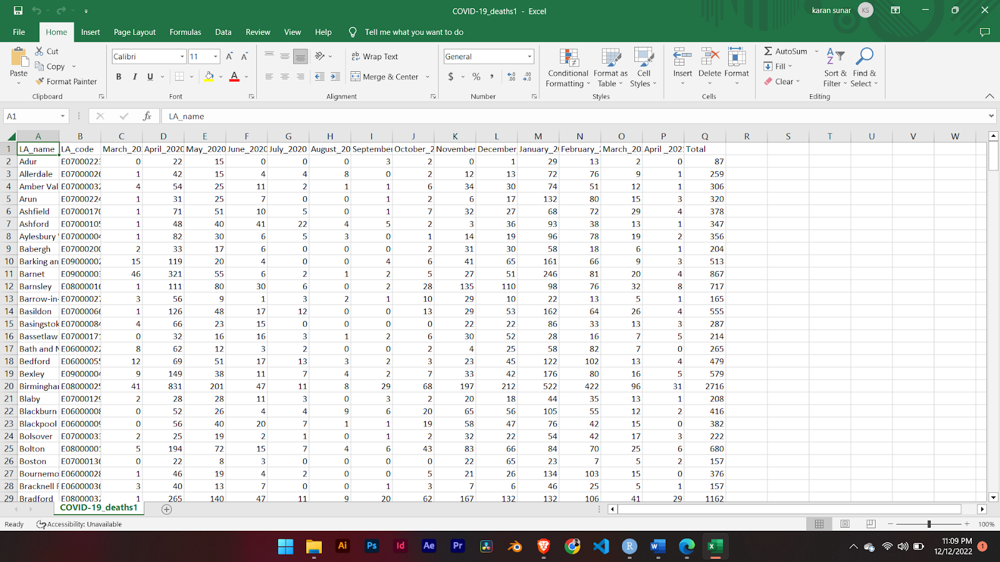 COVID-19_deaths1 - Excel
karan sunar KS
File Home Insert Page Layout Formulas Data Review View Help Tell me what you want to do
Cut
Copy
Format Painter
Paste
Clipboard
Calibri 11
B I U
Font
Wrap Text
Merge & Center
Alignment
General
$ % ,
Number
Conditional Formatting
Format as Table
Cell Styles
Styles
Insert Delete Format
Cells
AutoSum
Fill
Clear
Sort & Filter
Find & Select
Editing
A1 fx LA_name
A B C D E F G H I J K L M N O P Q R S T U V W
1 LA_name LA_code March_20 April_2020 May_2020 June_2020 July_2020 August_20 September October_2 November December January_2 February_2 March_20 April _202 Total
2 Adur E07000223 0 22 15 0 0 0 3 2 0 1 29 13 2 0 87
3 Allerdale E07000026 1 42 15 4 4 8 0 2 12 13 72 76 9 1 259
4 Amber Val E07000032 4 54 25 11 2 1 1 6 34 30 74 51 12 1 306
5 Arun E07000224 1 31 25 7 0 0 1 2 6 17 132 80 15 3 320
6 Ashfield E07000170 1 71 51 10 5 0 1 7 32 27 68 72 29 4 378
7 Ashford E07000105 1 48 40 41 22 4 5 2 3 36 93 38 13 1 347
8 Aylesbury E07000004 1 82 30 6 5 3 0 1 14 19 96 78 19 2 356
9 Babergh E07000200 2 33 17 6 0 0 0 2 31 30 58 18 6 1 204
10 Barking an E09000002 15 119 20 4 0 0 4 6 41 65 161 66 9 3 513
11 Barnet E09000003 46 321 55 6 2 1 2 5 27 51 246 81 20 4 867
12 Barnsley E08000016 1 111 80 30 6 0 2 28 135 110 98 76 32 8 717
13 Barrow-in- E07000027 3 56 9 1 3 2 1 10 29 10 22 13 5 1 165
14 Basildon E07000066 1 126 48 17 12 0 0 13 29 53 162 64 26 4 555
15 Basingstok E07000084 4 66 23 15 0 0 0 0 22 22 86 33 13 3 287
16 Bassetlaw E07000171 0 32 16 16 3 1 2 6 30 52 28 16 7 5 214
17 Bath and N E06000022 8 62 12 3 2 0 0 2 4 25 58 82 7 0 265
18 Bedford E06000055 12 69 51 17 13 3 2 3 23 45 122 102 13 4 479
19 Bexley E09000004 9 149 38 11 7 4 2 7 33 42 176 80 16 5 579
20 Birmingha E08000025 41 831 201 47 11 8 29 68 197 212 522 422 96 31 2716
21 Blaby E07000129 2 28 28 11 3 0 3 2 20 18 44 35 13 1 208
22 Blackburn E06000008 0 52 26 4 4 9 6 20 65 56 105 55 12 2 416
23 Blackpool E06000009 0 56 40 20 7 1 1 19 58 47 76 42 15 0 382
24 Bolsover E07000033 2 25 19 2 1 0 1 2 32 22 54 42 17 3 222
25 Bolton E08000001 5 194 72 15 7 4 6 43 83 66 84 70 25 6 680
26 Boston E07000136 0 22 8 3 0 0 0 0 22 65 23 7 5 2 157
27 Bournemo E06000028 1 46 19 4 2 0 0 5 21 26 134 103 15 0 376
28 Bracknell F E06000036 3 40 13 7 0 0 1 3 7 6 46 25 5 1 157
29 Bradford E08000032 1 265 140 47 11 9 20 62 167 132 132 106 41 29 1162
COVID-19_deaths1
Ready Accessibility: Unavailable 100%
Ai Ps Id Ae Pr R W X
11:09 PM
12/12/2022 1